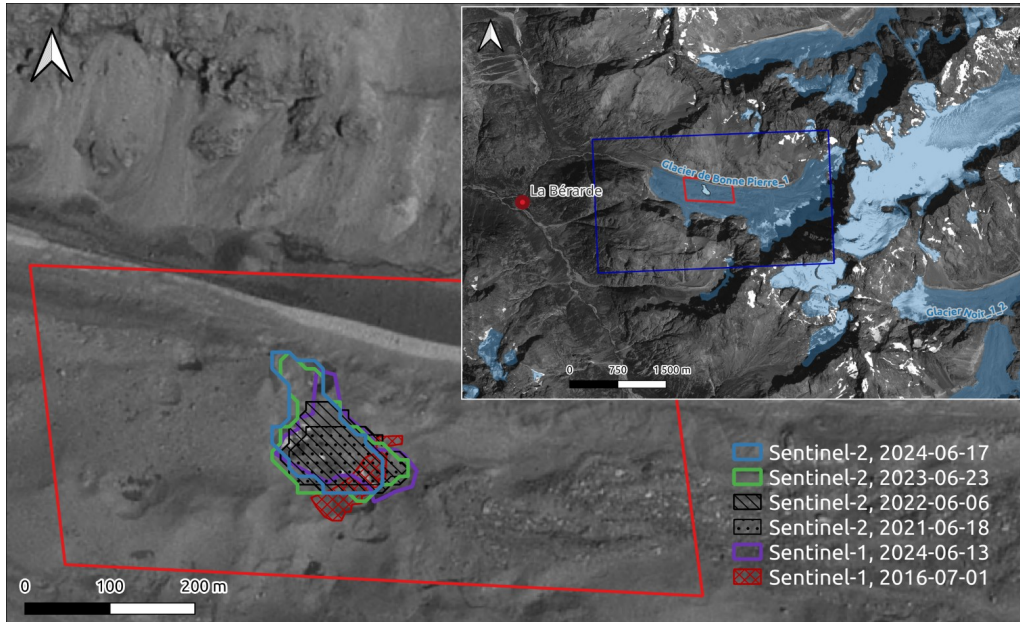 Glacier de Bonne Pierre_1
La Bérarde
Glacier Noir_1_2
0 750 1 500 m
Sentinel-2, 2024-06-17
Sentinel-2, 2023-06-23
Sentinel-2, 2022-06-06
Sentinel-2, 2021-06-18
Sentinel-1, 2024-06-13
Sentinel-1, 2016-07-01
0 100 200 m